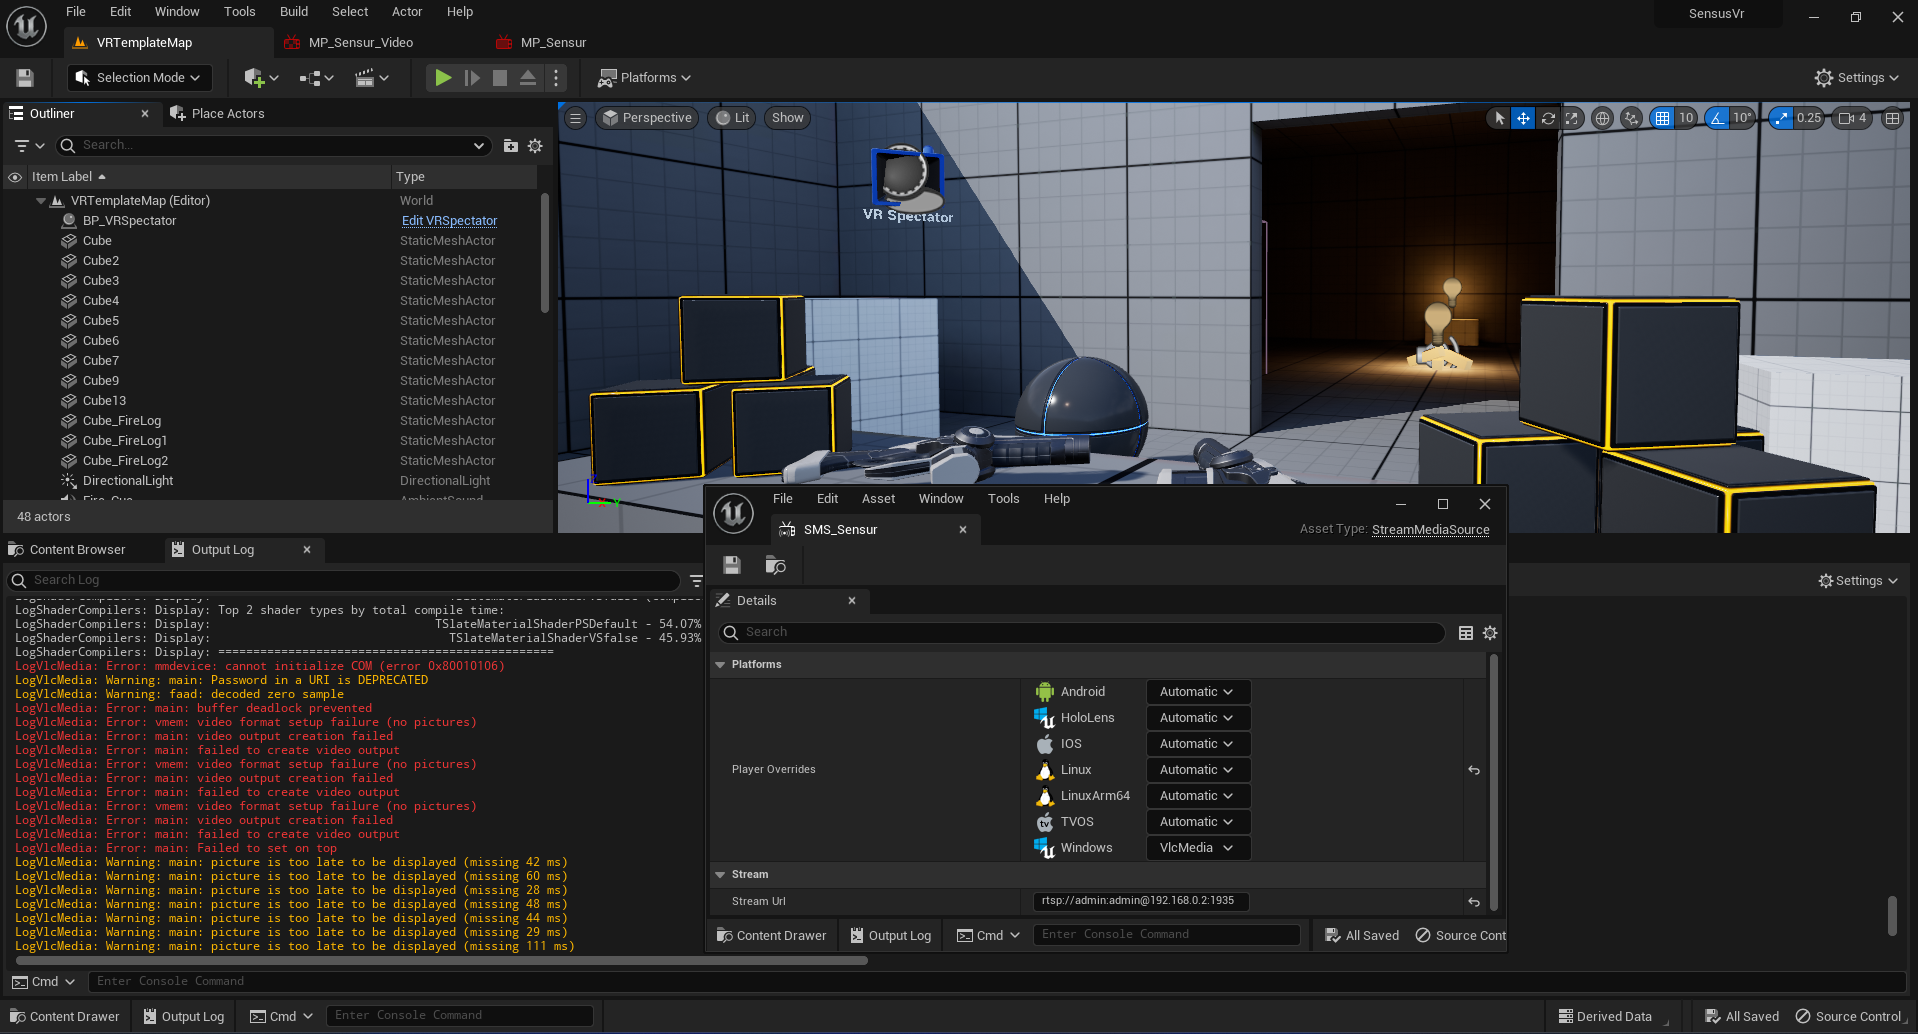 File Edit Window Tools Build Select Actor Help
SensusVr
VRTemplateMap
MP_Sensur_Video
MP_Sensur
Selection Mode
Platforms
Settings
Outliner
Place Actors
Search...
Item Label
Type
VRTemplateMap (Editor) World
BP_VRSpectator Edit VRSpectator
Cube StaticMeshActor
Cube2 StaticMeshActor
Cube3 StaticMeshActor
Cube4 StaticMeshActor
Cube5 StaticMeshActor
Cube6 StaticMeshActor
Cube7 StaticMeshActor
Cube9 StaticMeshActor
Cube13 StaticMeshActor
Cube_FireLog StaticMeshActor
Cube_FireLog1 StaticMeshActor
Cube_FireLog2 StaticMeshActor
DirectionalLight DirectionalLight
Fire_Cue AmbientSound
48 actors
Perspective
Lit
Show
10
10°
0.25
4
VR Spectator
Content Browser
Output Log
Search Log
Settings
LogShaderCompilers: Display:
LogShaderCompilers: Display: Top 2 shader types by total compile time:
LogShaderCompilers: Display: TSlateMaterialShaderPSDefault - 54.07%
LogShaderCompilers: Display: TSlateMaterialShaderVSfalse - 45.93%
LogShaderCompilers: Display: ================================================
LogVlcMedia: Error: mmdevice: cannot initialize COM (error 0x80010106)
LogVlcMedia: Warning: main: Password in a URI is DEPRECATED
LogVlcMedia: Warning: faad: decoded zero sample
LogVlcMedia: Error: main: buffer deadlock prevented
LogVlcMedia: Error: vmem: video format setup failure (no pictures)
LogVlcMedia: Error: main: video output creation failed
LogVlcMedia: Error: main: failed to create video output
LogVlcMedia: Error: vmem: video format setup failure (no pictures)
LogVlcMedia: Error: main: video output creation failed
LogVlcMedia: Error: main: failed to create video output
LogVlcMedia: Error: vmem: video format setup failure (no pictures)
LogVlcMedia: Error: main: video output creation failed
LogVlcMedia: Error: main: failed to create video output
LogVlcMedia: Error: main: Failed to set on top
LogVlcMedia: Warning: main: picture is too late to be displayed (missing 42 ms)
LogVlcMedia: Warning: main: picture is too late to be displayed (missing 60 ms)
LogVlcMedia: Warning: main: picture is too late to be displayed (missing 28 ms)
LogVlcMedia: Warning: main: picture is too late to be displayed (missing 48 ms)
LogVlcMedia: Warning: main: picture is too late to be displayed (missing 44 ms)
LogVlcMedia: Warning: main: picture is too late to be displayed (missing 29 ms)
LogVlcMedia: Warning: main: picture is too late to be displayed (missing 111 ms)
File Edit Asset Window Tools Help
SMS_Sensur
Asset Type: StreamMediaSource
Details
Search
Platforms
Player Overrides
Android Automatic
HoloLens Automatic
IOS Automatic
Linux Automatic
LinuxArm64 Automatic
TVOS Automatic
Windows VlcMedia
Stream
Stream Url rtsp://admin:admin@192.168.0.2:1935
Content Drawer Output Log Cmd Enter Console Command All Saved Source Cont
Cmd Enter Console Command
Content Drawer Output Log Cmd Enter Console Command Derived Data All Saved Source Control